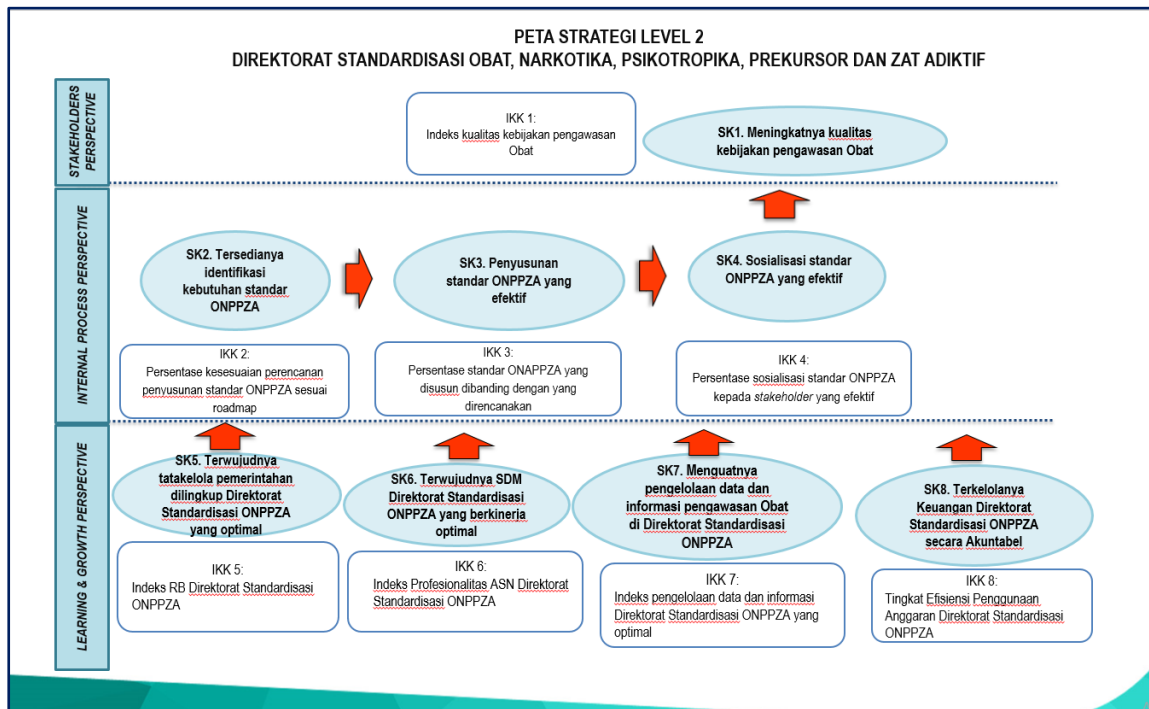 PETA STRATEGI LEVEL 2
DIREKTORAT STANDARDISASI OBAT, NARKOTIKA, PSIKOTROPIKA, PREKURSOR DAN ZAT ADIKTIF
STAKEHOLDERS
PERSPECTIVE
IKK 1:
Indeks kualitas kebijakan pengawasan
Obat
SK1. Meningkatnya kualitas
kebijakan pengawasan Obat
INTERNAL PROCESS PERSPECTIVE
SK2. Tersedianya
identifikasi
kebutuhan standar
ONPPZA
SK3. Penyusunan
standar ONPPZA yang
efektif
SK4. Sosialisasi standar
ONPPZA yang efektif
IKK 2:
Persentase kesesuaian perencanan
penyusunan standar ONPPZA sesuai
roadmap
IKK 3:
Persentase standar ONAPPZA yang
disusun dibanding dengan yang
direncanakan
IKK 4:
Persentase sosialisasi standar ONPPZA
kepada stakeholder yang efektif
LEARNING & GROWTH PERSPECTIVE
SK5. Terwujudnya
tatakelola pemerintahan
dilingkup Direktorat
Standardisasi ONPPZA
yang optimal
SK6. Terwujudnya SDM
Direktorat Standardisasi
ONPPZA yang berkinerja
optimal
SK7. Menguatnya
pengelolaan data dan
informasi pengawasan Obat
di Direktorat Standardisasi
ONPPZA
SK8. Terkelolanya
Keuangan Direktorat
Standardisasi ONPPZA
secara Akuntabel
IKK 5:
Indeks RB Direktorat Standardisasi
ONPPZA
IKK 6:
Indeks Profesionalitas ASN Direktorat
Standardisasi ONPPZA
IKK 7:
Indeks pengelolaan data dan informasi
Direktorat Standardisasi ONPPZA yang
optimal
IKK 8:
Tingkat Efisiensi Penggunaan
Anggaran Direktorat Standardisasi
ONPPZA